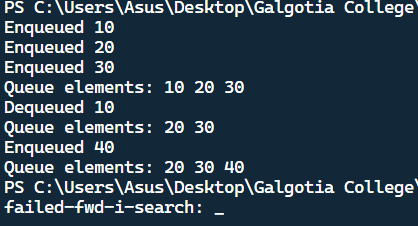 PS C:\Users\Asus\Desktop\Galgotia College\
Enqueued 10
Enqueued 20
Enqueued 30
Queue elements: 10 20 30
Dequeued 10
Queue elements: 20 30
Enqueued 40
Queue elements: 20 30 40
PS C:\Users\Asus\Desktop\Galgotia College\
failed-fwd-i-search: _